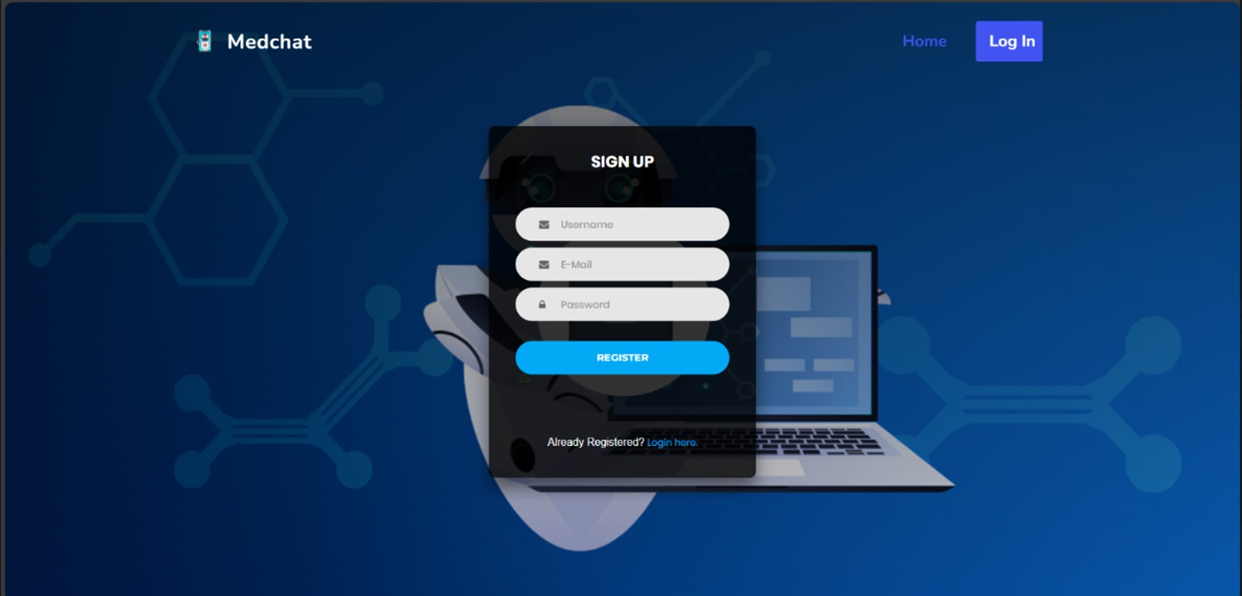 Medchat
Home
Log In
SIGN UP
Username
E-Mail
Password
REGISTER
Already Registered? Login here.